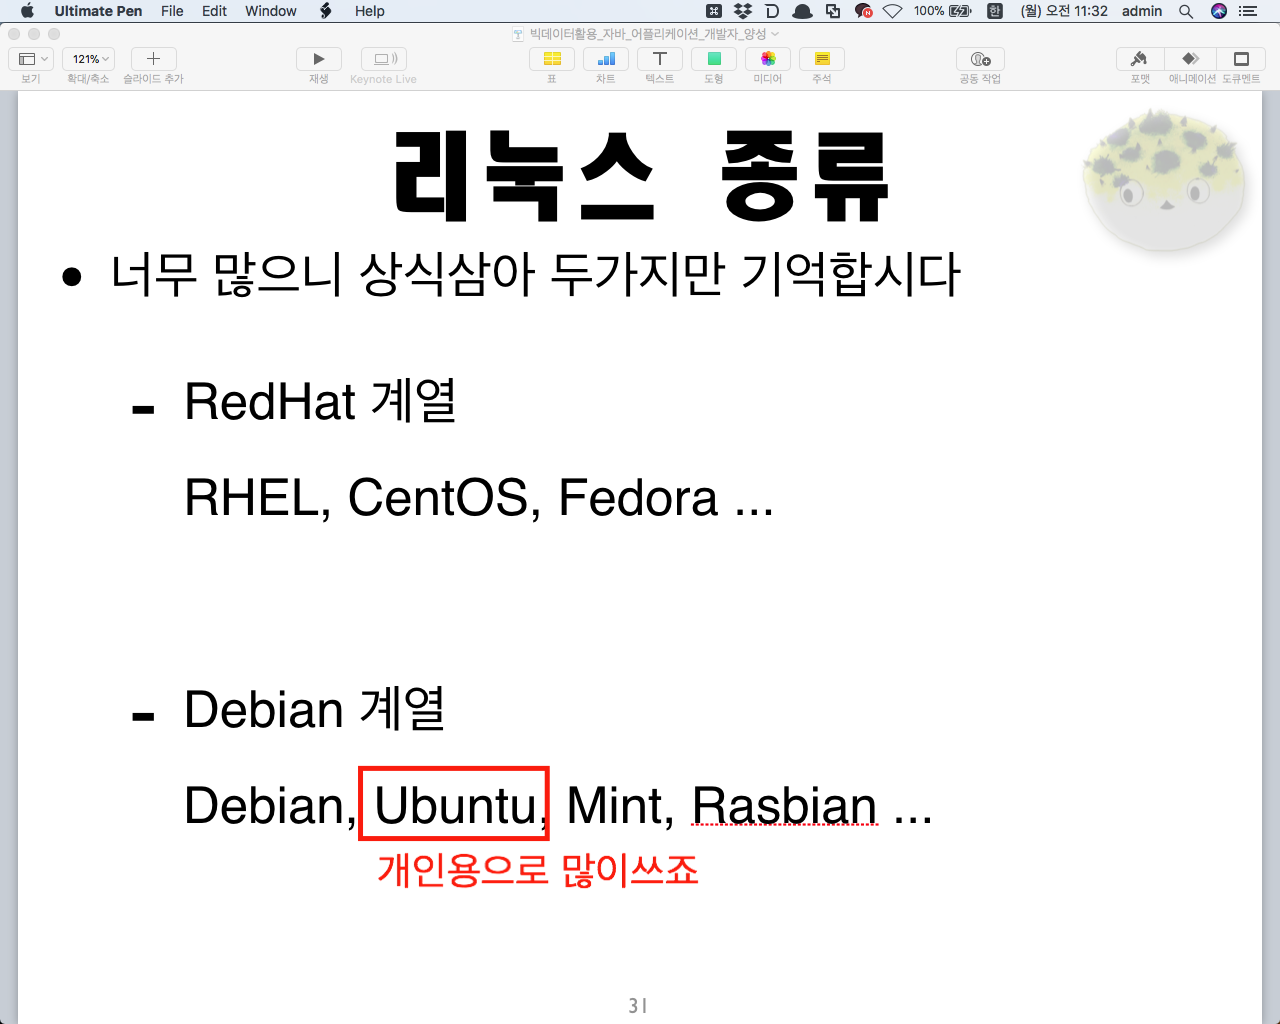 Ultimate Pen File Edit Window Help 100% 한 (월) 오전 11:32 admin
빅데이터활용_자바_어플리케이션_개발자_양성
121%
보기 확대/축소 슬라이드 추가 재생 Keynote Live 표 차트 텍스트 도형 미디어 주석 공동 작업 포맷 애니메이션 도큐멘트
리눅스 종류
• 너무 많으니 상식삼아 두가지만 기억합시다
- RedHat 계열
RHEL, CentOS, Fedora ...
- Debian 계열
Debian, Ubuntu, Mint, Rasbian ...
개인용으로 많이쓰죠
31